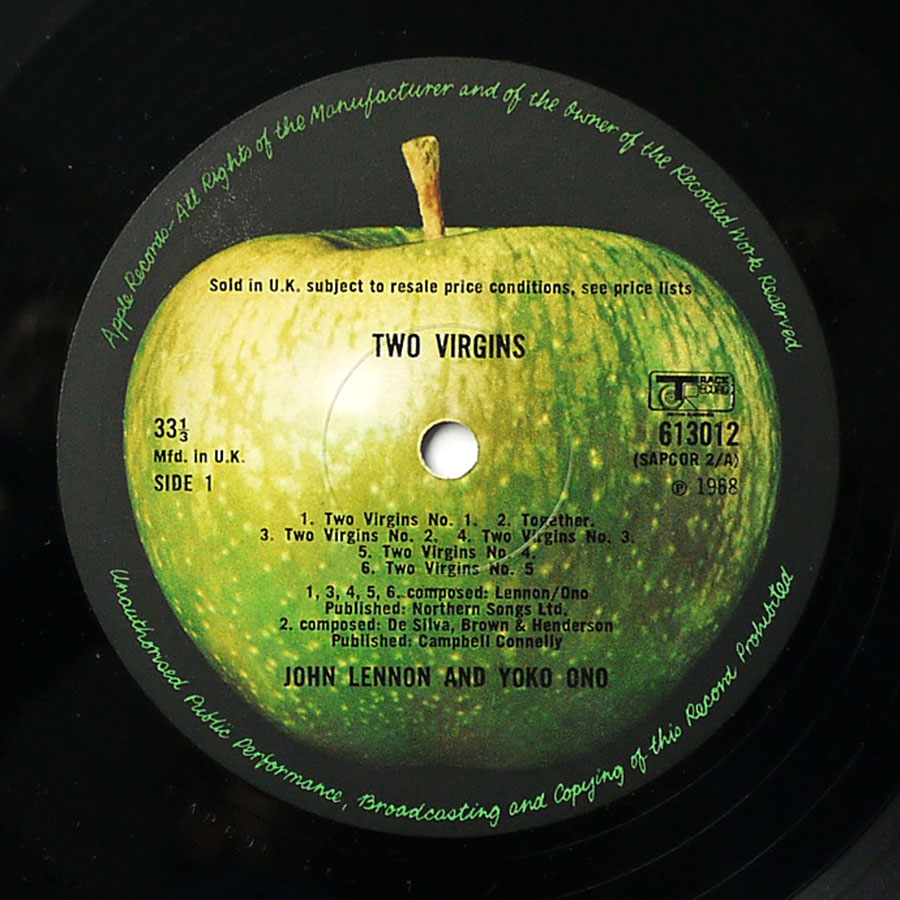 Apple Records - All Rights of the Manufacturer and of the Owner of the Recorded Work Reserved
Sold in U.K. subject to resale price conditions, see price lists
TWO VIRGINS
TRACK RECORD
33⅓
613012
Mfd. in U.K.
(SAPCOR 2/A)
SIDE 1
℗ 1968
1. Two Virgins No. 1. 2. Together.
3. Two Virgins No. 2. 4. Two Virgins No. 3.
5. Two Virgins No. 4.
6. Two Virgins No. 5
1, 3, 4, 5, 6. composed: Lennon/Ono
Published: Northern Songs Ltd.
2. composed: De Silva, Brown & Henderson
Published: Campbell Connelly
JOHN LENNON AND YOKO ONO
Unauthorised Public Performance, Broadcasting and Copying of this Record Prohibited